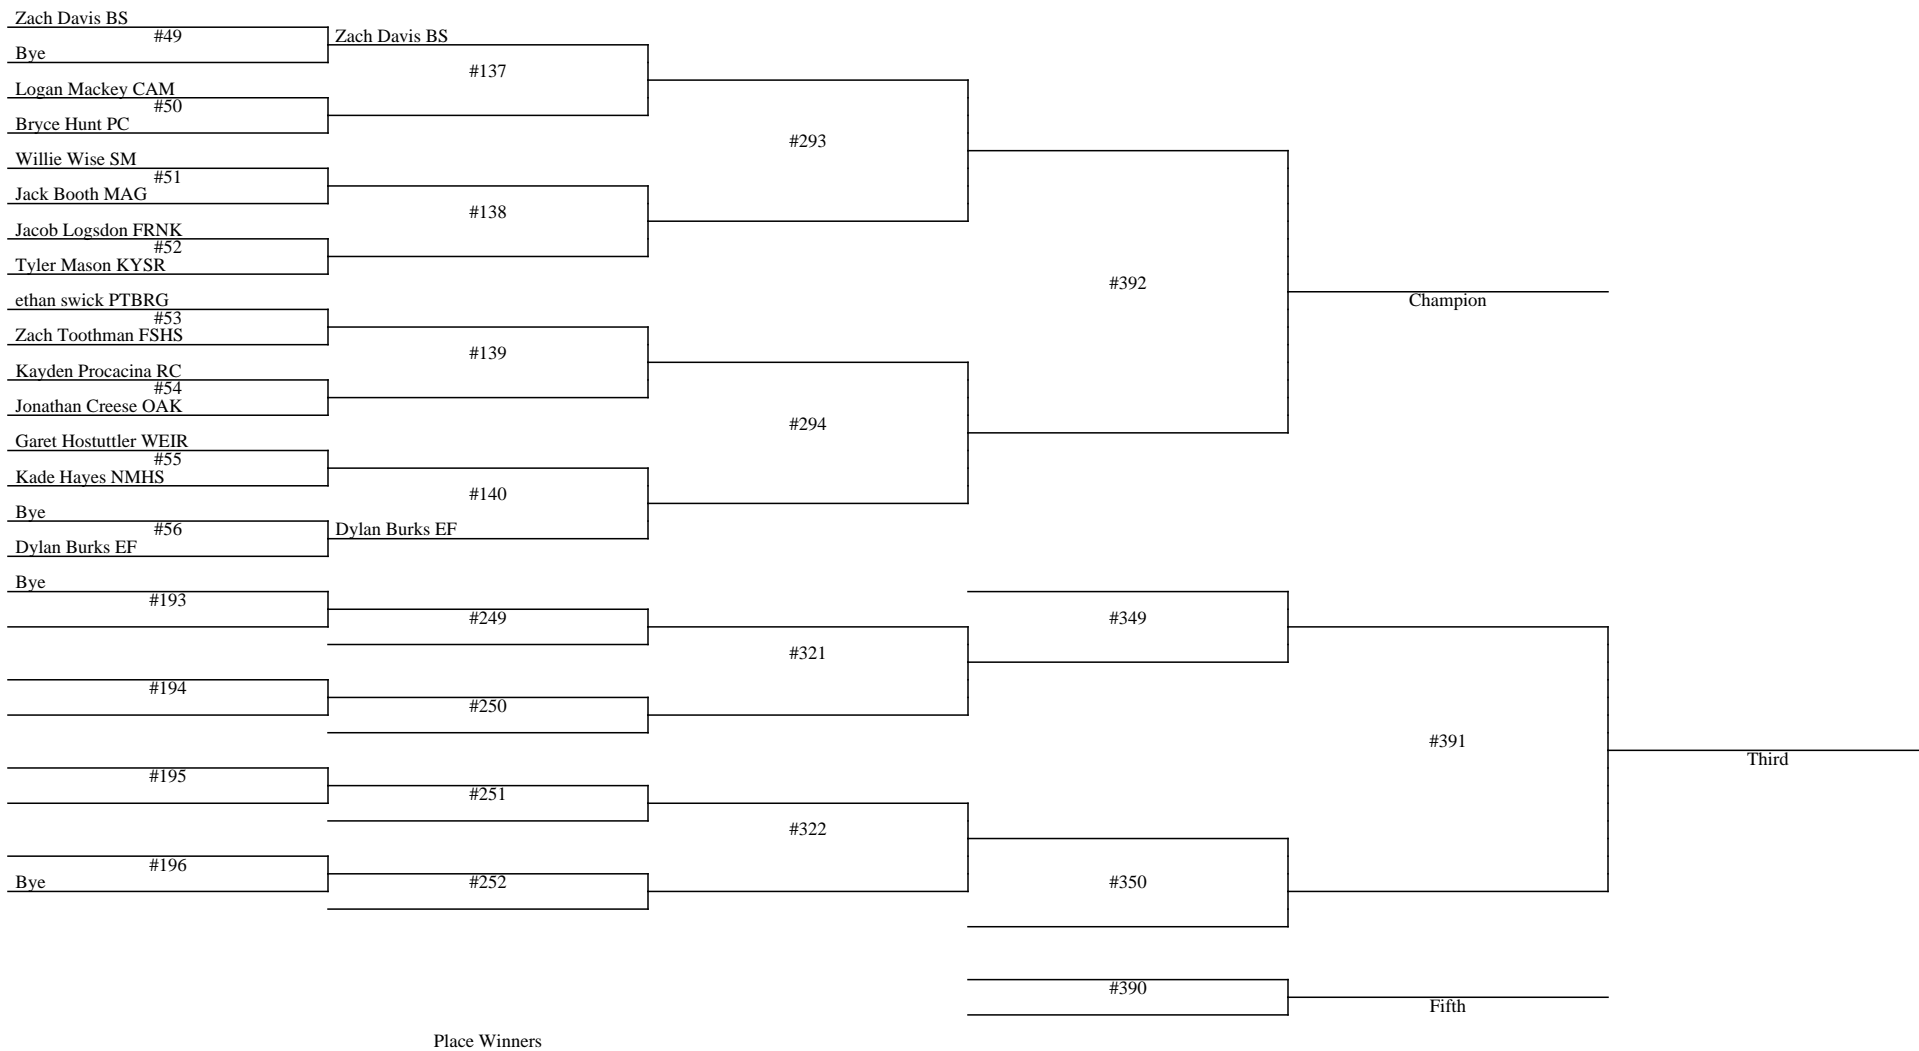 Zach Davis BS
#49
Bye
Zach Davis BS
#137
Logan Mackey CAM
#50
Bryce Hunt PC
#293
Willie Wise SM
#51
Jack Booth MAG
#138
Jacob Logsdon FRNK
#52
Tyler Mason KYSR
#392
Champion
ethan swick PTBRG
#53
Zach Toothman FSHS
#139
Kayden Procacina RC
#54
Jonathan Creese OAK
#294
Garet Hostuttler WEIR
#55
Kade Hayes NMHS
#140
Bye
#56
Dylan Burks EF
Dylan Burks EF
Bye
#193
#249
#349
#321
#194
#250
#391
Third
#195
#251
#322
#196
Bye
#252
#350
#390
Fifth
Place Winners